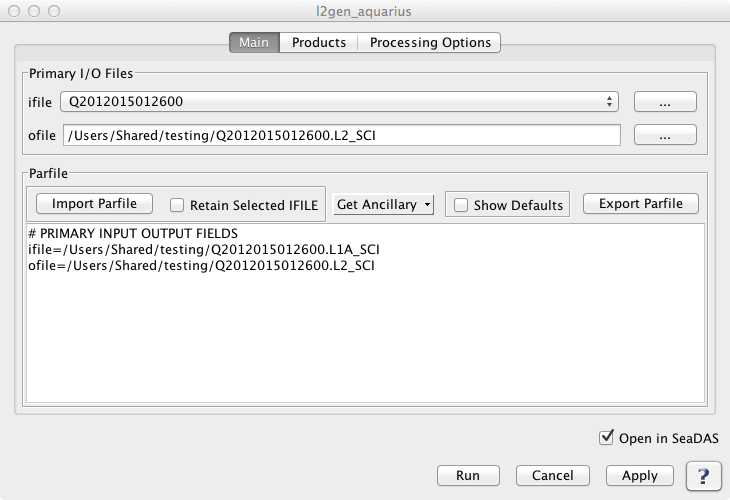 l2gen_aquarius
Main Products Processing Options
Primary I/O Files
ifile Q2012015012600 ...
ofile /Users/Shared/testing/Q2012015012600.L2_SCI ...
Parfile
Import Parfile Retain Selected IFILE Get Ancillary Show Defaults Export Parfile
# PRIMARY INPUT OUTPUT FIELDS
ifile=/Users/Shared/testing/Q2012015012600.L1A_SCI
ofile=/Users/Shared/testing/Q2012015012600.L2_SCI
Open in SeaDAS
Run Cancel Apply ?